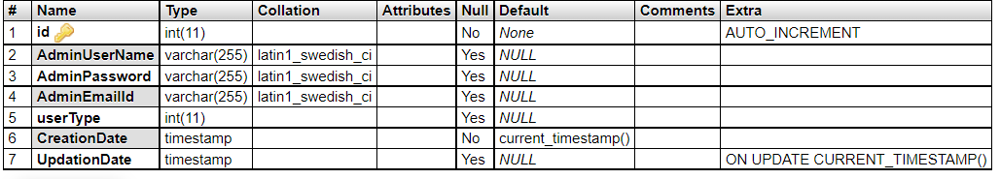 # Name Type Collation Attributes Null Default Comments Extra
1 id int(11) No None AUTO_INCREMENT
2 AdminUserName varchar(255) latin1_swedish_ci Yes NULL
3 AdminPassword varchar(255) latin1_swedish_ci Yes NULL
4 AdminEmailId varchar(255) latin1_swedish_ci Yes NULL
5 userType int(11) Yes NULL
6 CreationDate timestamp No current_timestamp()
7 UpdationDate timestamp Yes NULL ON UPDATE CURRENT_TIMESTAMP()